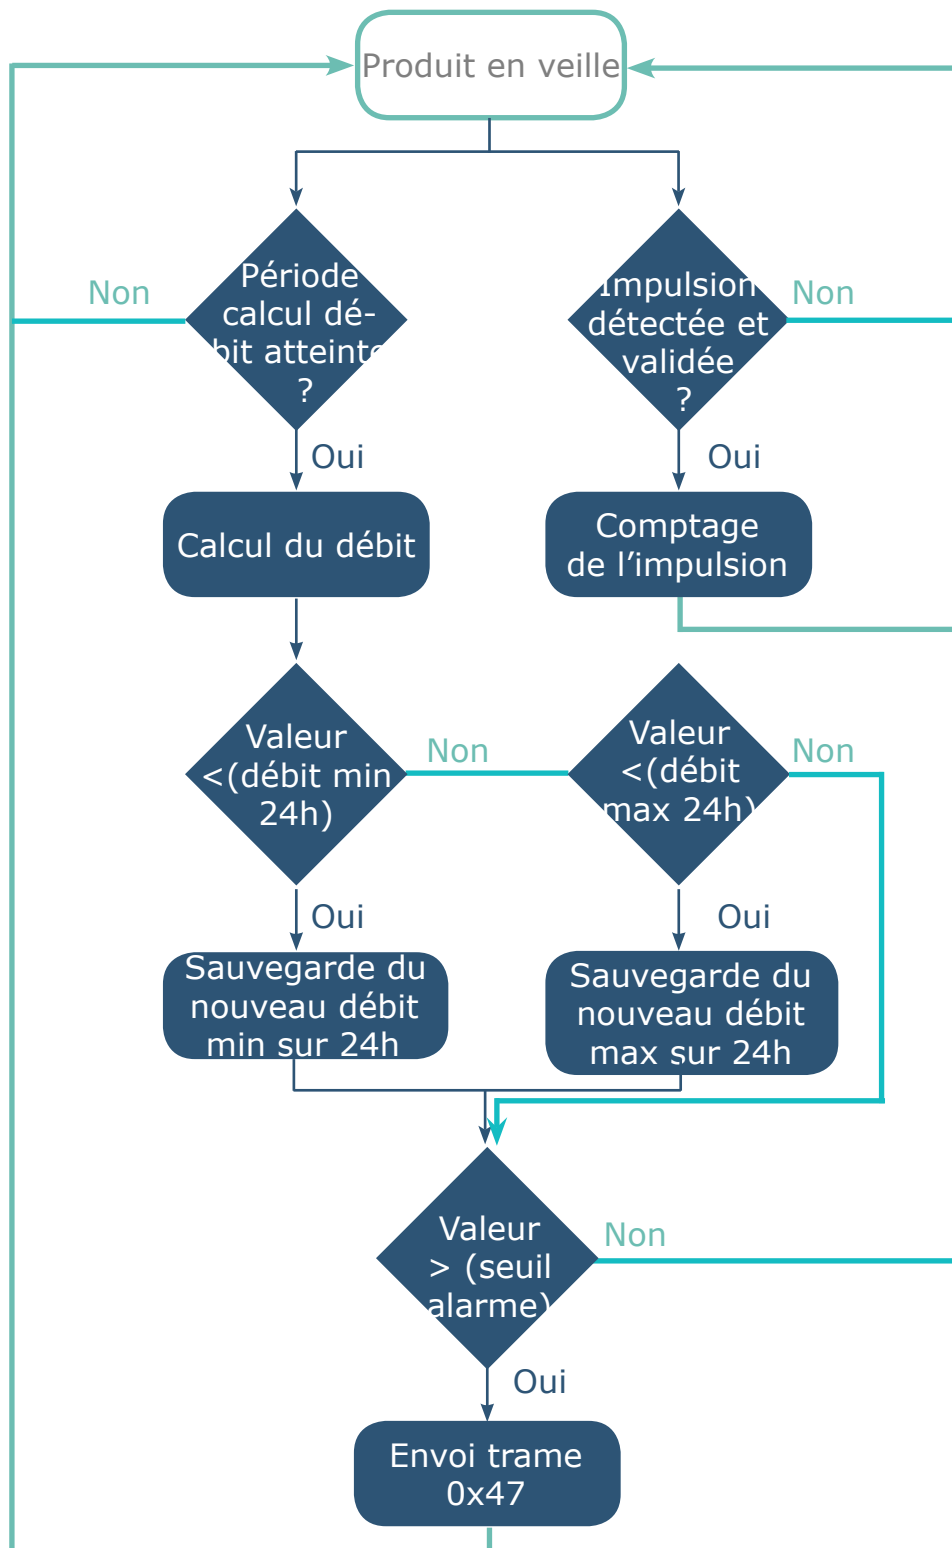 Produit en veille
Non
Période
calcul dé-
bit atteinte
?
Impulsion
détectée et
validée
?
Non
Oui
Oui
Calcul du débit
Comptage
de l’impulsion
Valeur
<(débit min
24h)
Non
Valeur
<(débit
max 24h)
Non
Oui
Oui
Sauvegarde du
nouveau débit
min sur 24h
Sauvegarde du
nouveau débit
max sur 24h
Valeur
> (seuil
alarme)
Non
Oui
Envoi trame
0x47